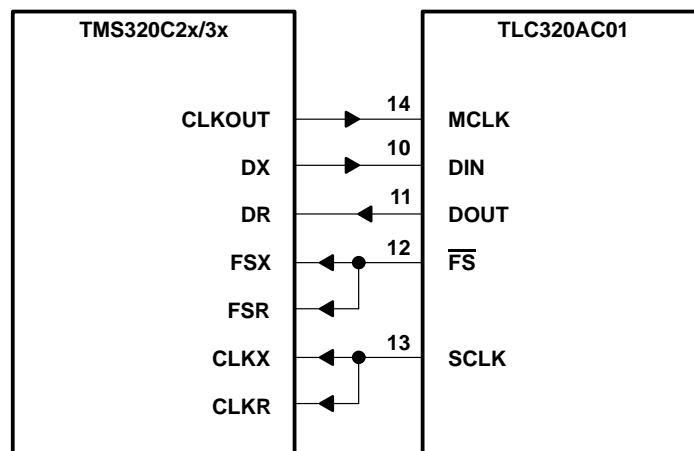 TMS320C2x/3x
TLC320AC01
CLKOUT 14 MCLK
DX 10 DIN
DR 11 DOUT
FSX 12 F̅S̅
FSR
CLKX 13 SCLK
CLKR